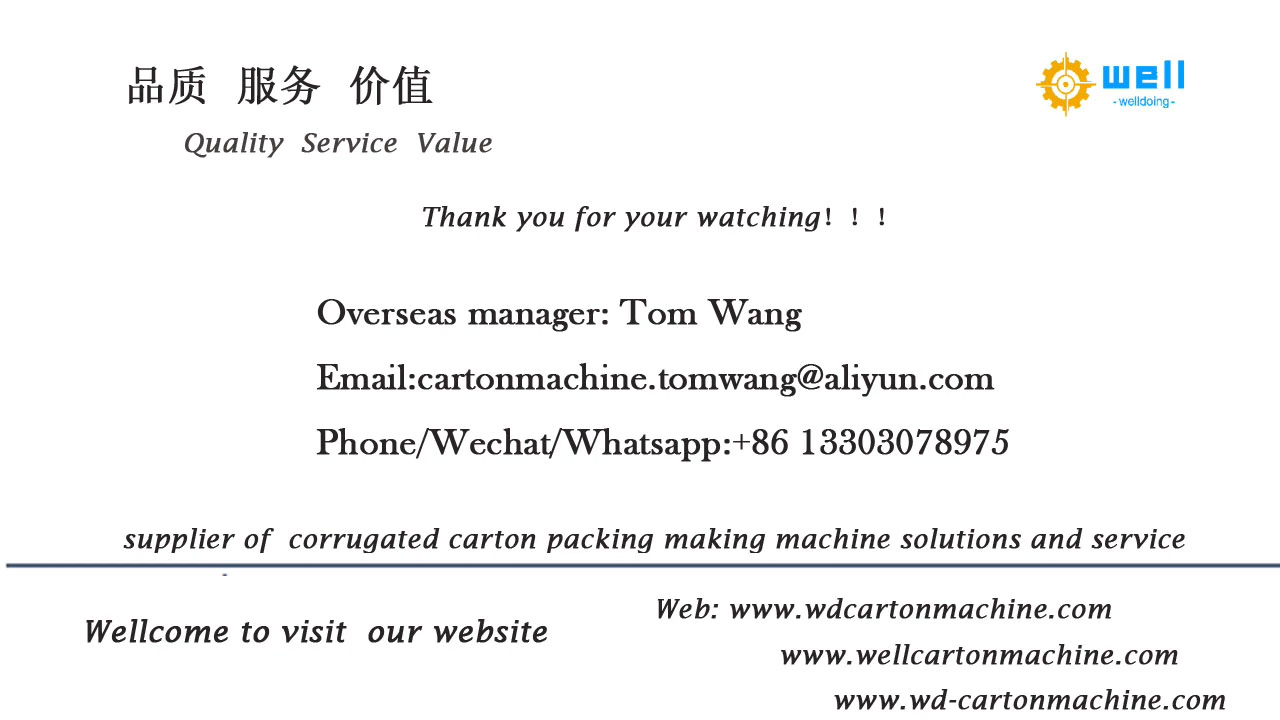 品质 服务 价值
well
-welldoing-
Quality Service Value
Thank you for your watching！！！
Overseas manager: Tom Wang
Email:cartonmachine.tomwang@aliyun.com
Phone/Wechat/Whatsapp:+86 13303078975
supplier of corrugated carton packing making machine solutions and service
Wellcome to visit our website
Web: www.wdcartonmachine.com
www.wellcartonmachine.com
www.wd-cartonmachine.com